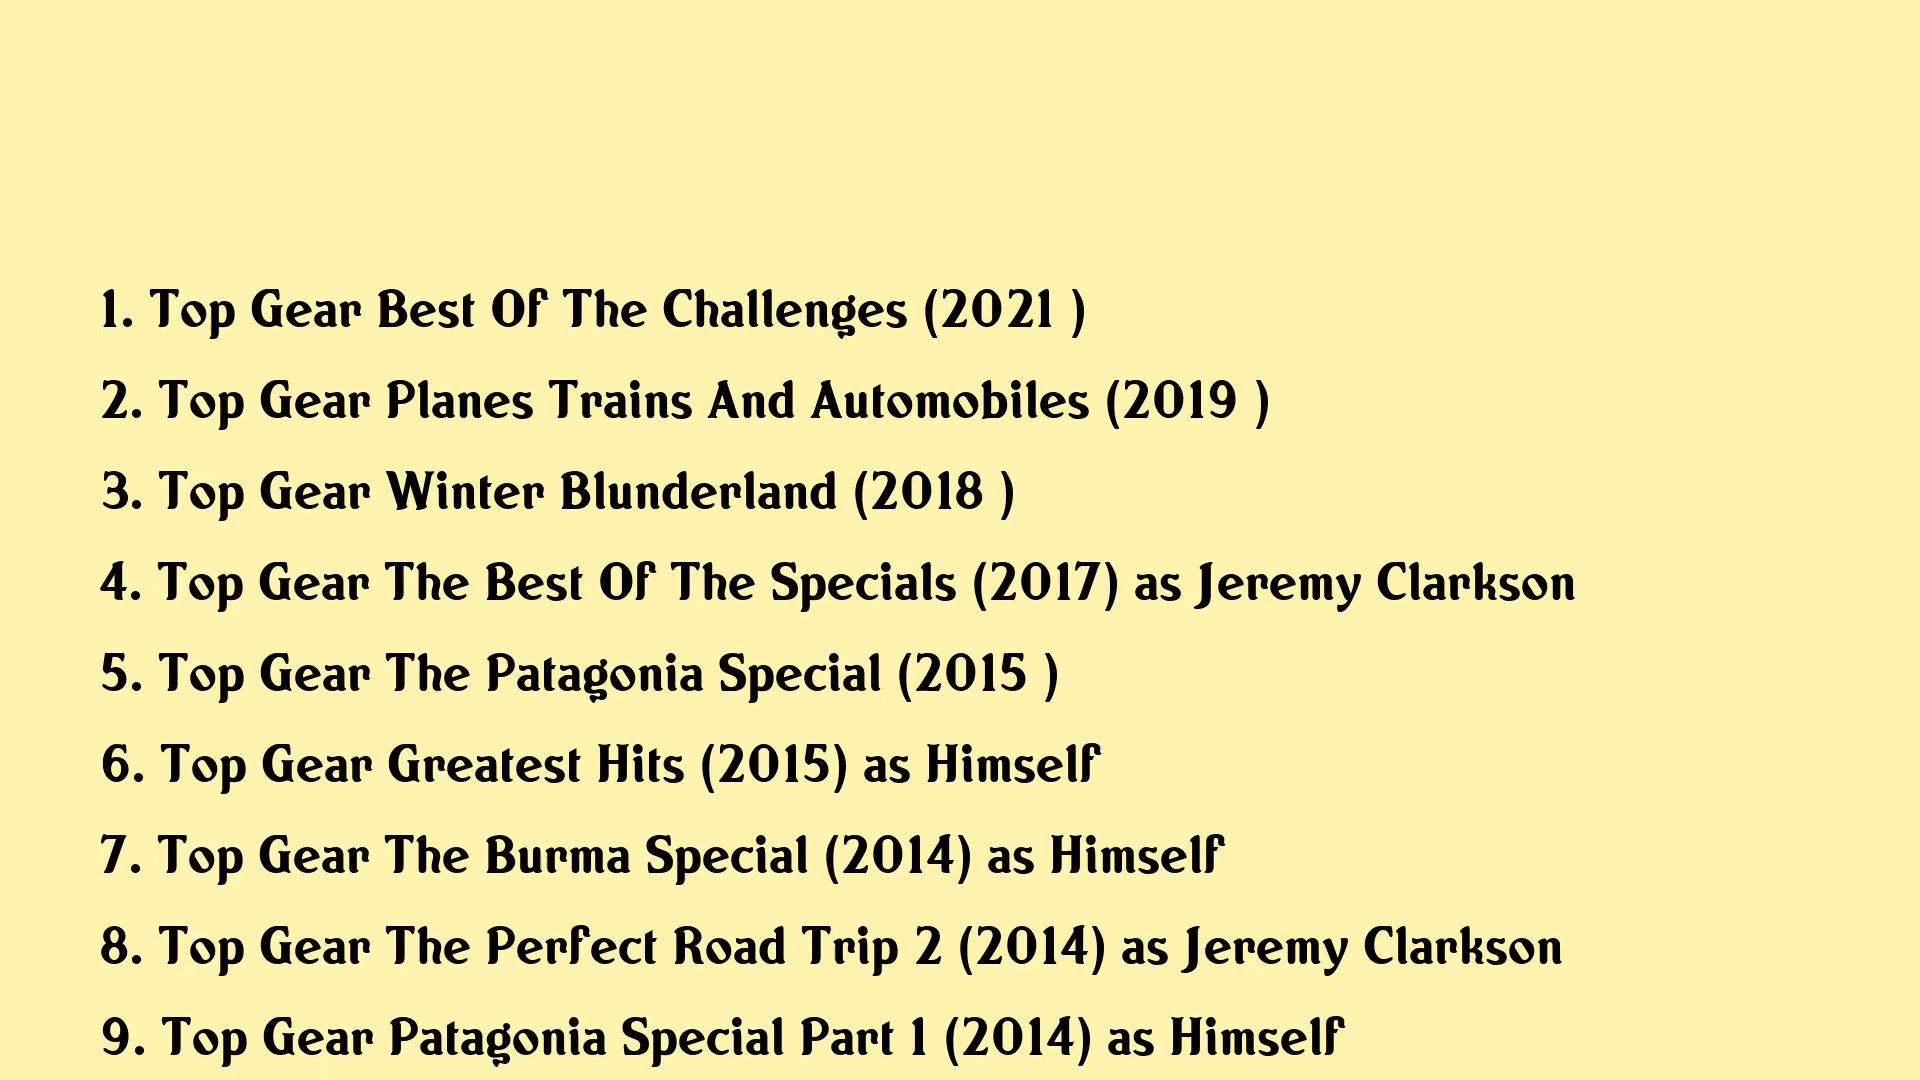 1. Top Gear Best Of The Challenges (2021 )
2. Top Gear Planes Trains And Automobiles (2019 )
3. Top Gear Winter Blunderland (2018 )
4. Top Gear The Best Of The Specials (2017) as Jeremy Clarkson
5. Top Gear The Patagonia Special (2015 )
6. Top Gear Greatest Hits (2015) as Himself
7. Top Gear The Burma Special (2014) as Himself
8. Top Gear The Perfect Road Trip 2 (2014) as Jeremy Clarkson
9. Top Gear Patagonia Special Part 1 (2014) as Himself